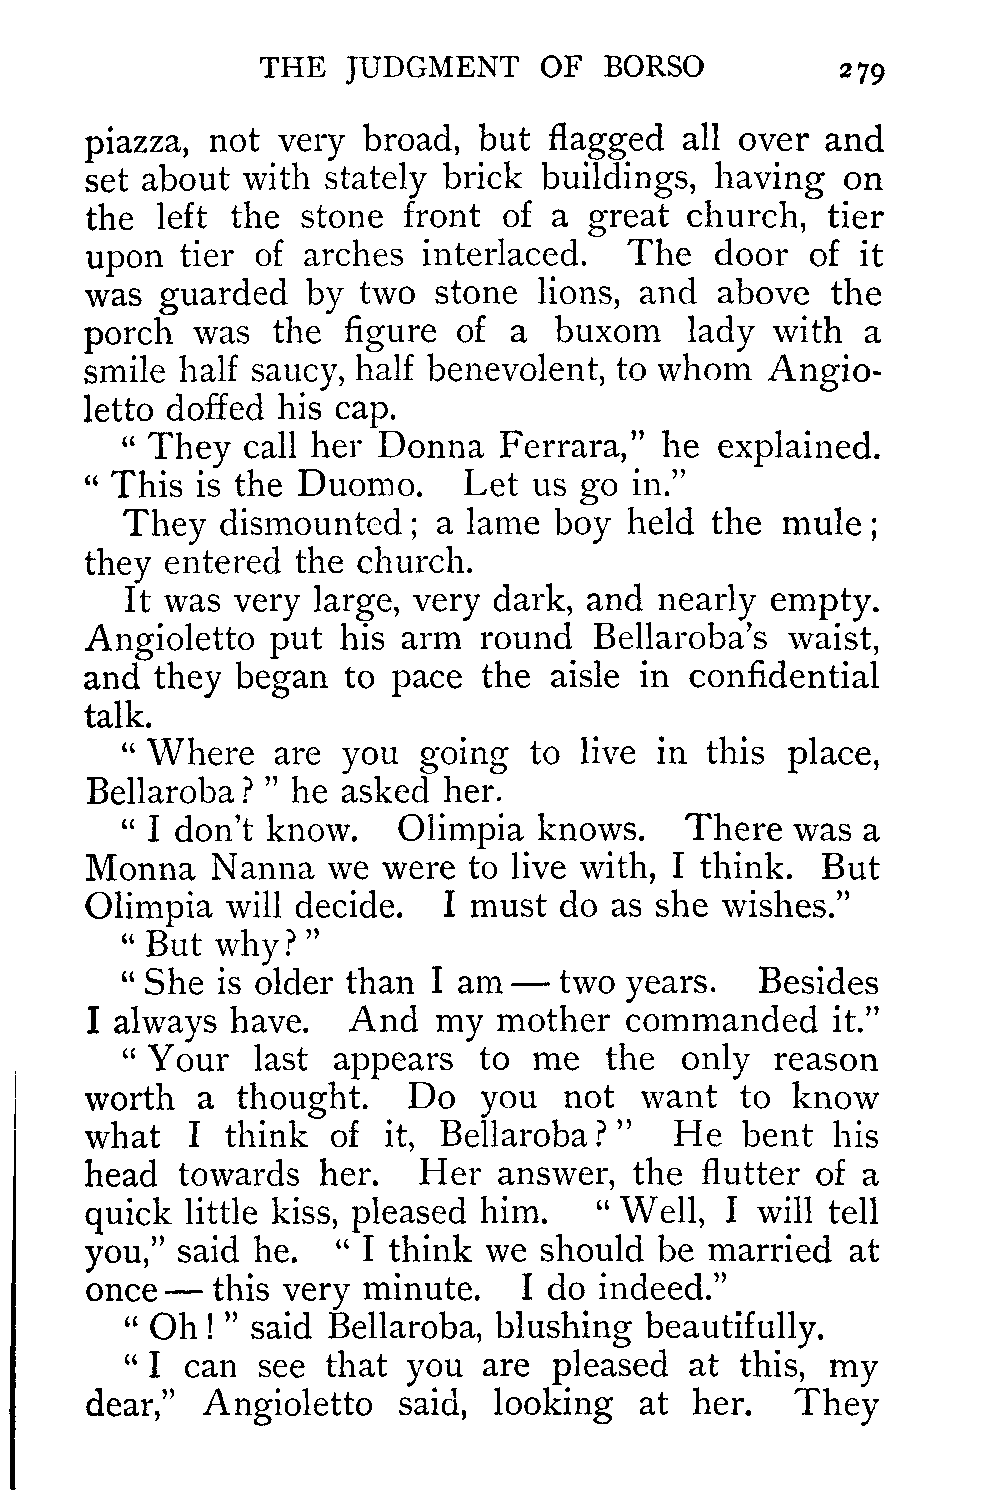 THE JUDGMENT OF BORSO 279
piazza, not very broad, but flagged all over and
set about with stately brick buildings, having on
the left the stone front of a great church, tier
upon tier of arches interlaced. The door of it
was guarded by two stone lions, and above the
porch was the figure of a buxom lady with a
smile half saucy, half benevolent, to whom Angio-
letto doffed his cap.
“ They call her Donna Ferrara,” he explained.
“ This is the Duomo. Let us go in.”
They dismounted; a lame boy held the mule;
they entered the church.
It was very large, very dark, and nearly empty.
Angioletto put his arm round Bellaroba’s waist,
and they began to pace the aisle in confidential
talk.
“ Where are you going to live in this place,
Bellaroba? ” he asked her.
“ I don’t know. Olimpia knows. There was a
Monna Nanna we were to live with, I think. But
Olimpia will decide. I must do as she wishes.”
“ But why? ”
“ She is older than I am — two years. Besides
I always have. And my mother commanded it.”
“ Your last appears to me the only reason
worth a thought. Do you not want to know
what I think of it, Bellaroba? ” He bent his
head towards her. Her answer, the flutter of a
quick little kiss, pleased him. “ Well, I will tell
you,” said he. “ I think we should be married at
once — this very minute. I do indeed.”
“ Oh! ” said Bellaroba, blushing beautifully.
“ I can see that you are pleased at this, my
dear,” Angioletto said, looking at her. They